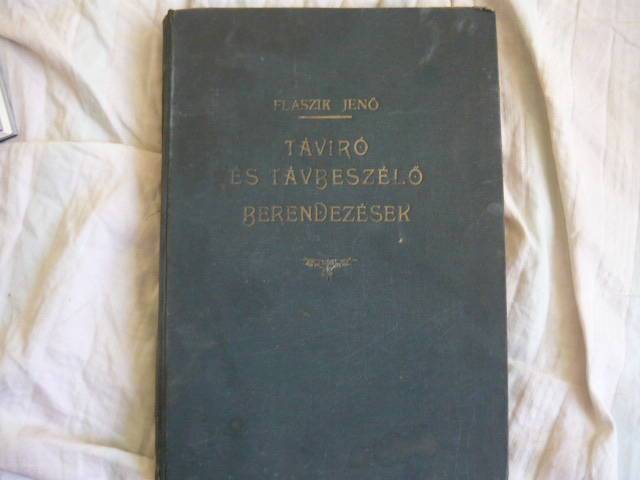 FLASZIK JENŐ
TÁVIRÓ
ÉS TÁVBESZÉLŐ
BERENDEZÉSEK